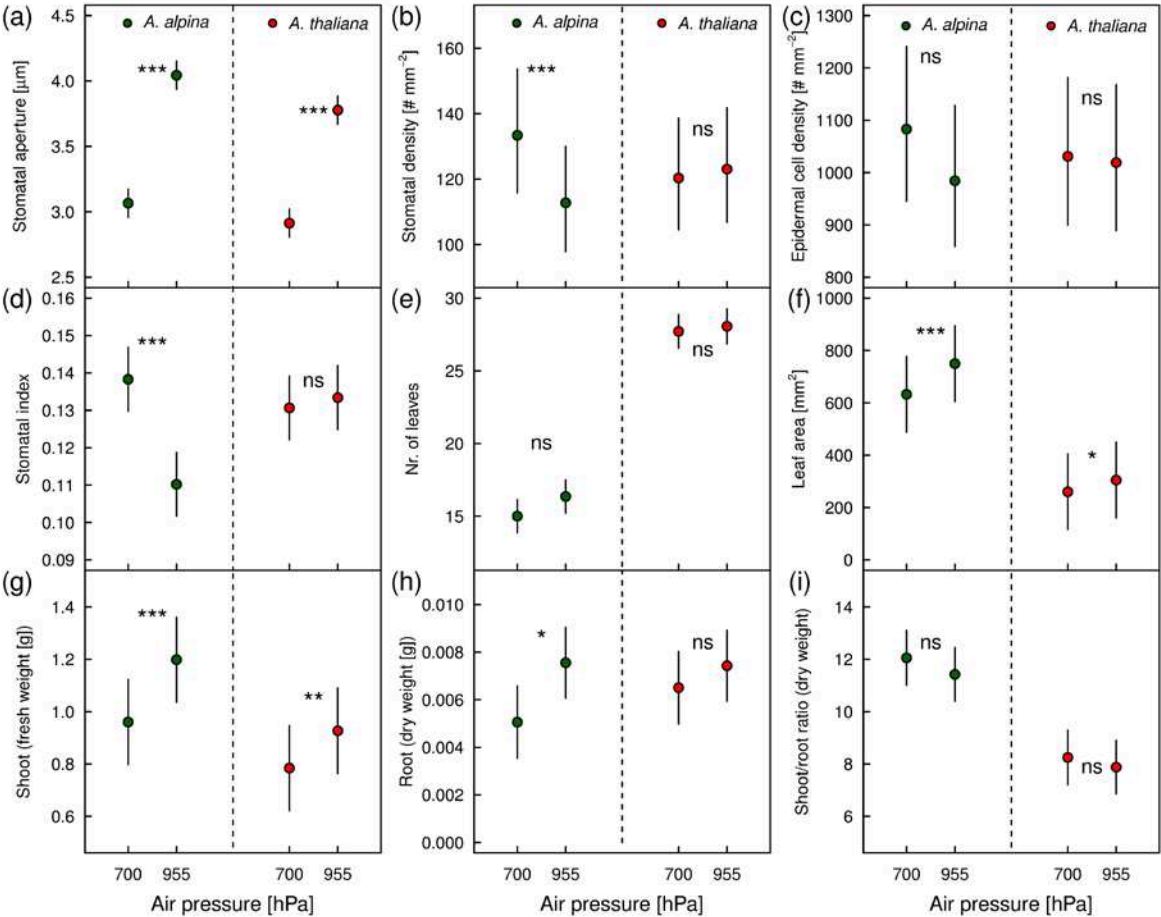 (a)
A. alpina
A. thaliana
Stomatal aperture [µm]
4.5
4.0
3.5
3.0
2.5
***
***
(b)
A. alpina
A. thaliana
Stomatal density [# mm−2]
160
140
120
100
***
ns
(c)
A. alpina
A. thaliana
Epidermal cell density [# mm−2]
1300
1200
1100
1000
900
800
ns
ns
(d)
Stomatal index
0.16
0.15
0.14
0.13
0.12
0.11
0.10
0.09
***
ns
(e)
Nr. of leaves
30
25
20
15
ns
ns
(f)
Leaf area [mm2]
1000
800
600
400
200
0
***
*
(g)
Shoot (fresh weight [g])
1.4
1.2
1.0
0.8
0.6
***
**
700 955 700 955
Air pressure [hPa]
(h)
Root (dry weight [g])
0.010
0.008
0.006
0.004
0.002
0.000
*
ns
700 955 700 955
Air pressure [hPa]
(i)
Shoot/root ratio (dry weight)
14
12
10
8
6
ns
ns
700 955 700 955
Air pressure [hPa]